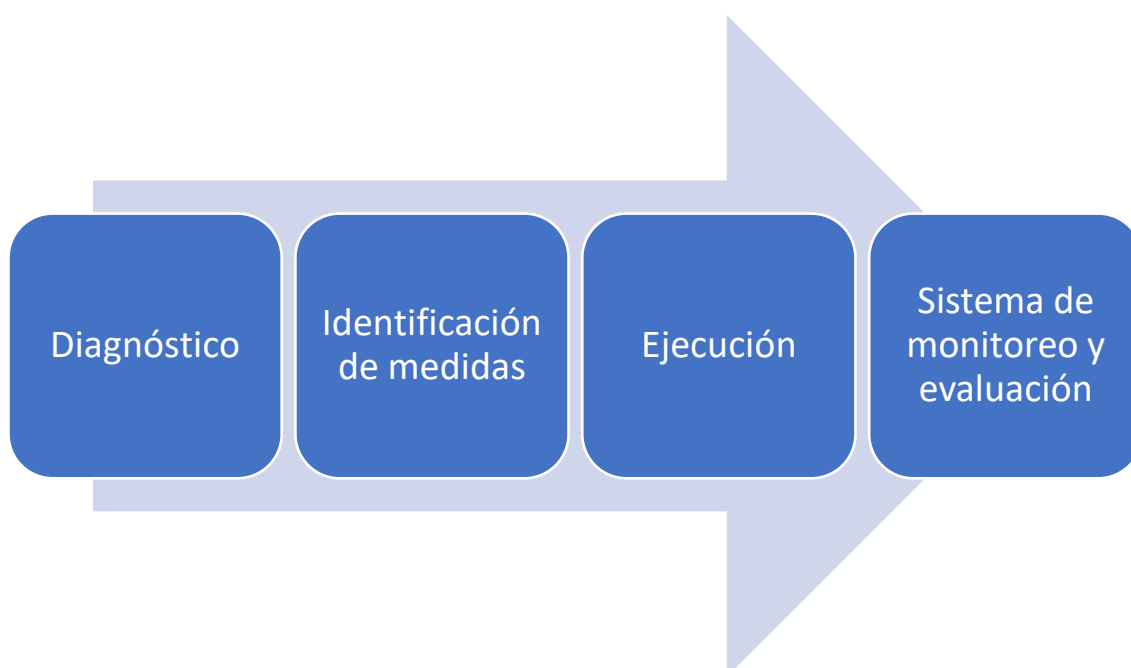 Diagnóstico
Identificación
de medidas
Ejecución
Sistema de
monitoreo y
evaluación